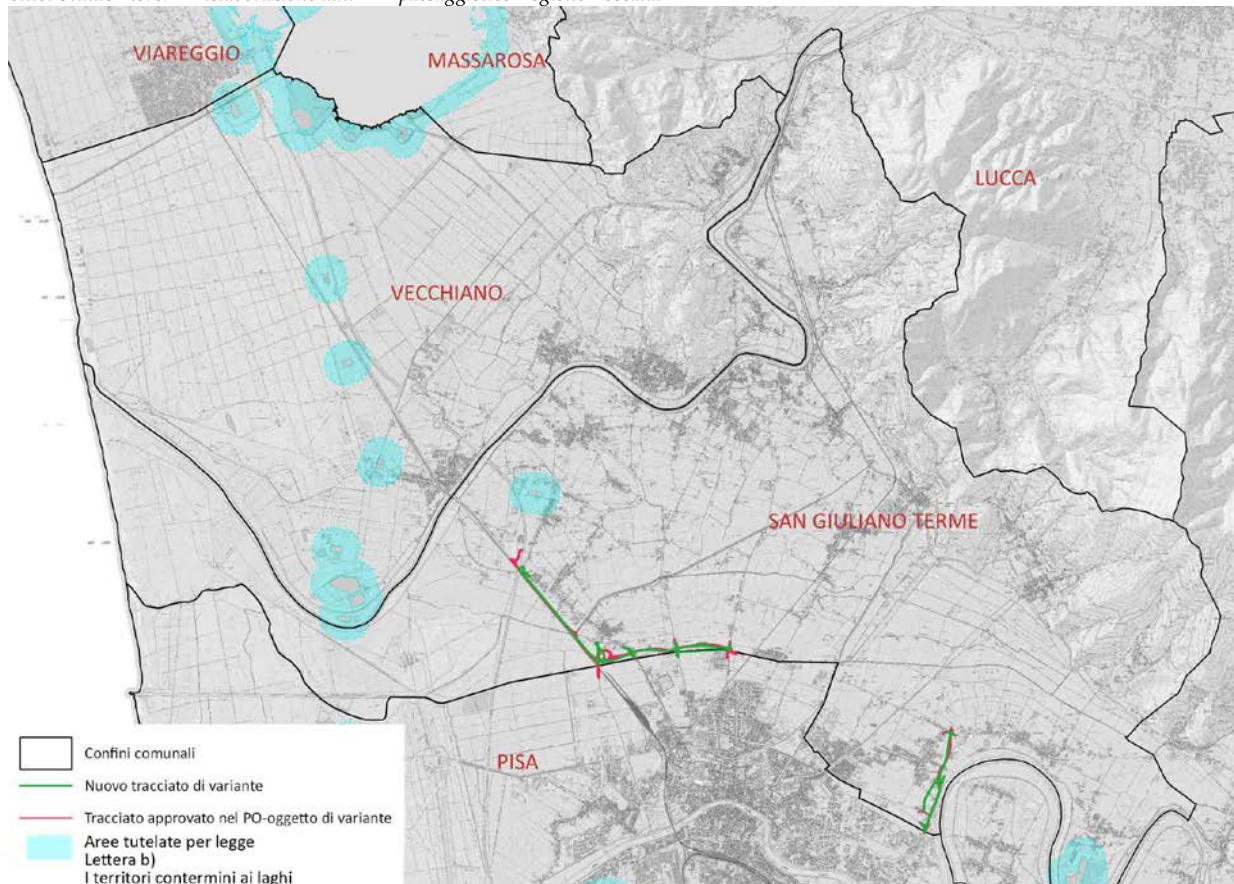 VIAREGGIO
MASSAROSA
LUCCA
VECCHIANO
SAN GIULIANO TERME
PISA
Confini comunali
Nuovo tracciato di variante
Tracciato approvato nel PO-oggetto di variante
Aree tutelate per legge
Lettera b)
I territori contermini ai laghi